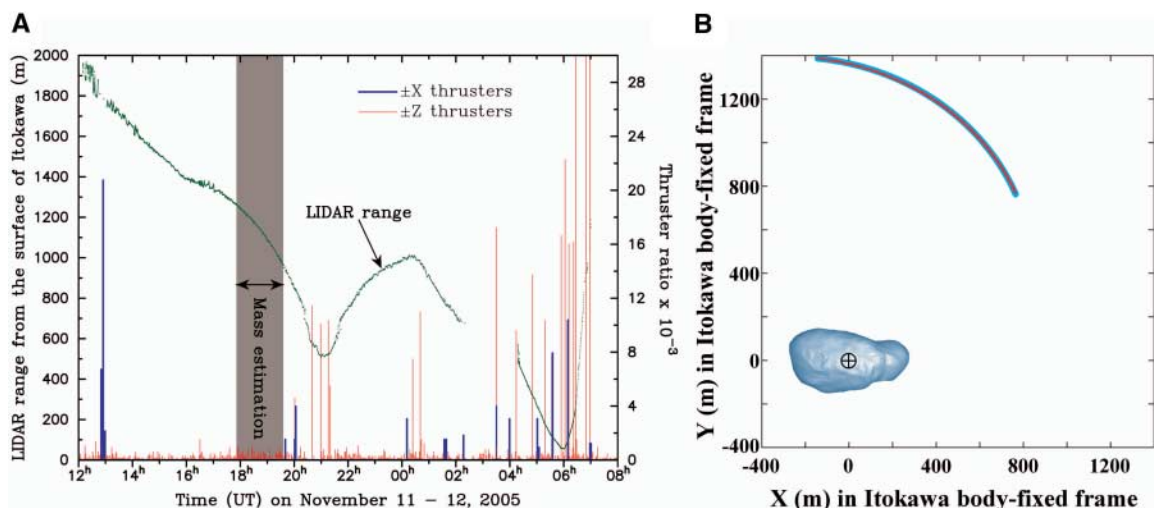 A
2000
1800
1600
1400
1200
1000
800
600
400
200
0
LIDAR range from the surface of Itokawa (m)
±X thrusters
±Z thrusters
LIDAR range
Mass estimation
28
24
20
16
12
8
4
0
Thruster ratio x 10⁻³
12ʰ 14ʰ 16ʰ 18ʰ 20ʰ 22ʰ 00ʰ 02ʰ 04ʰ 06ʰ 08ʰ
Time (UT) on November 11 – 12, 2005
B
1200
800
400
0
-400
Y (m) in Itokawa body-fixed frame
-400 0 400 800 1200
X (m) in Itokawa body-fixed frame